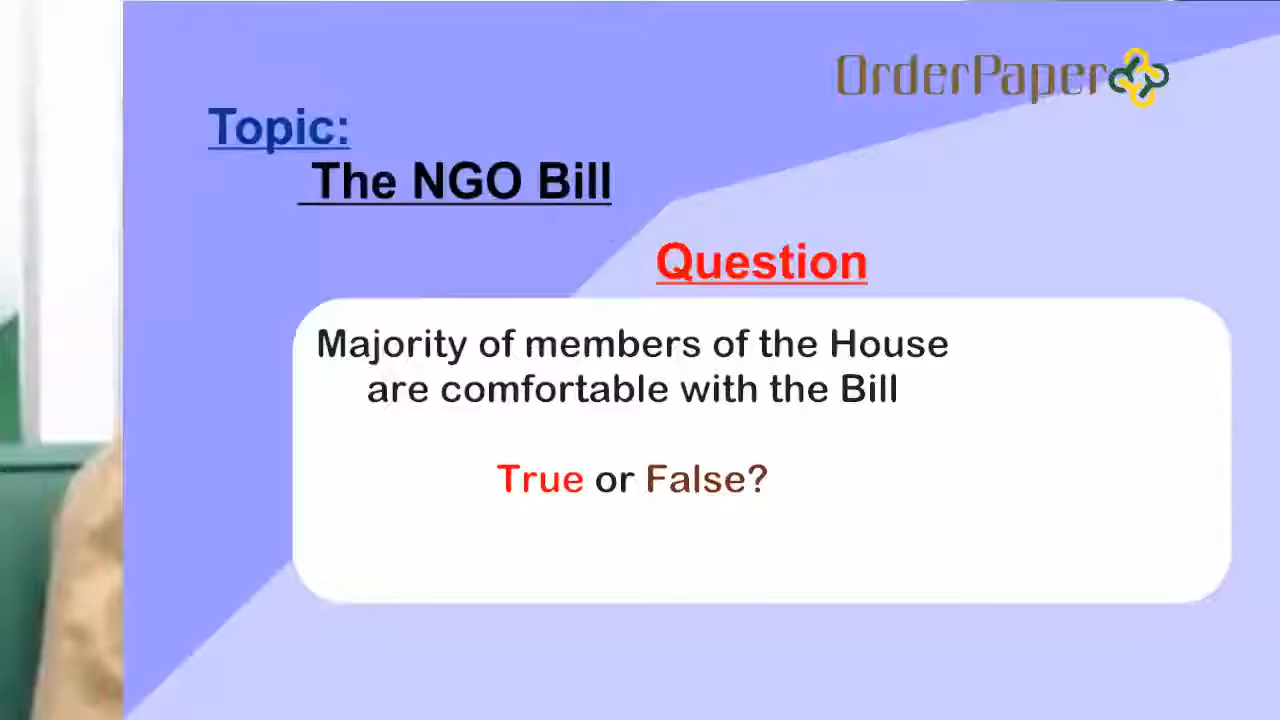 OrderPaper
Topic:
The NGO Bill
Question
Majority of members of the House
are comfortable with the Bill
True or False?